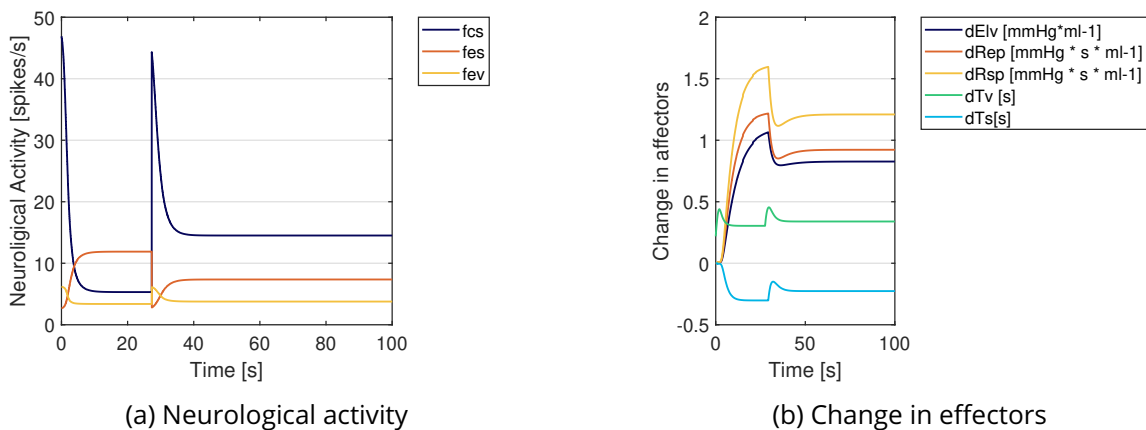 50
40
30
20
10
0
Neuroligical Activity [spikes/s]
0
20
40
60
80
100
Time [s]
fcs
fes
fev
(a) Neurological activity
2
1.5
1
0.5
0
-0.5
Change in affectors
0
50
100
Time [s]
dElv [mmHg*ml-1]
dRep [mmHg * s * ml-1]
dRsp [mmHg * s * ml-1]
dTv [s]
dTs[s]
(b) Change in effectors